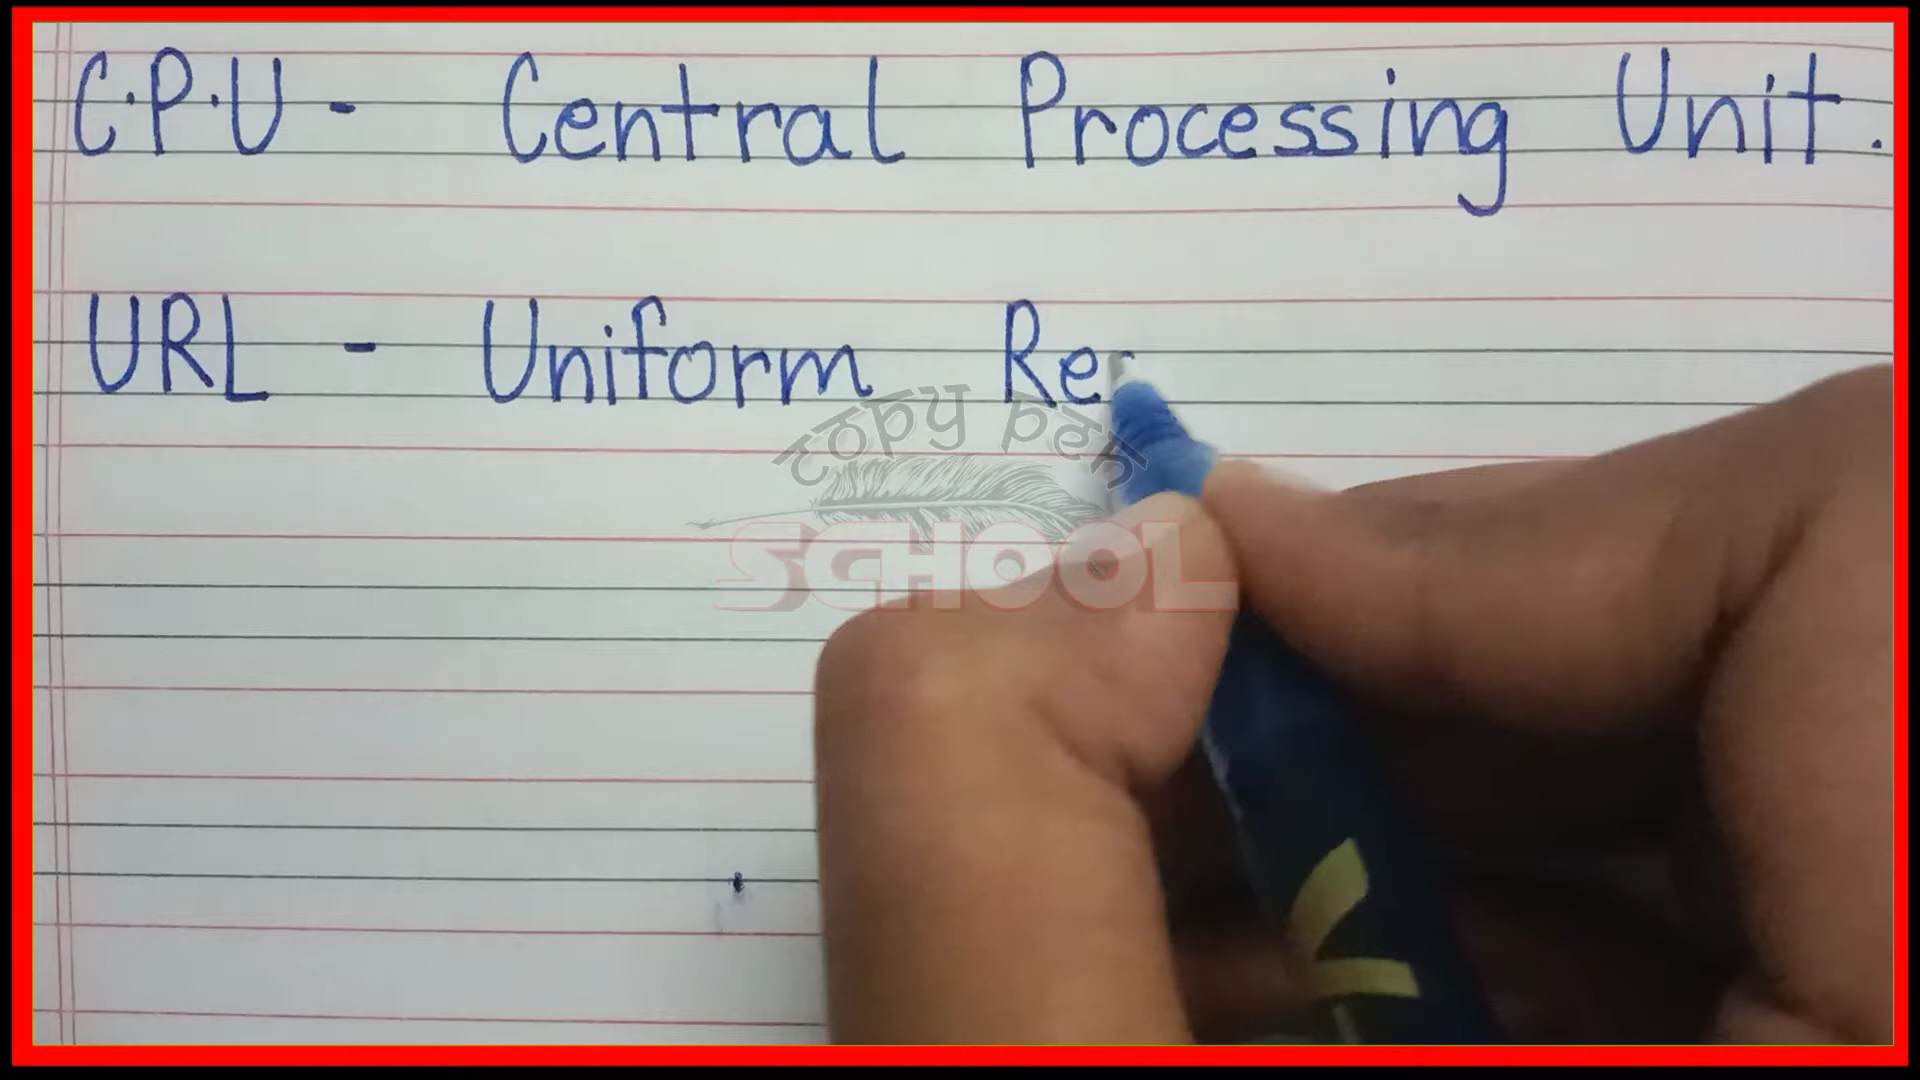 C.P.U - Central Processing Unit.
URL - Uniform Re
copy pen
SCHOOL